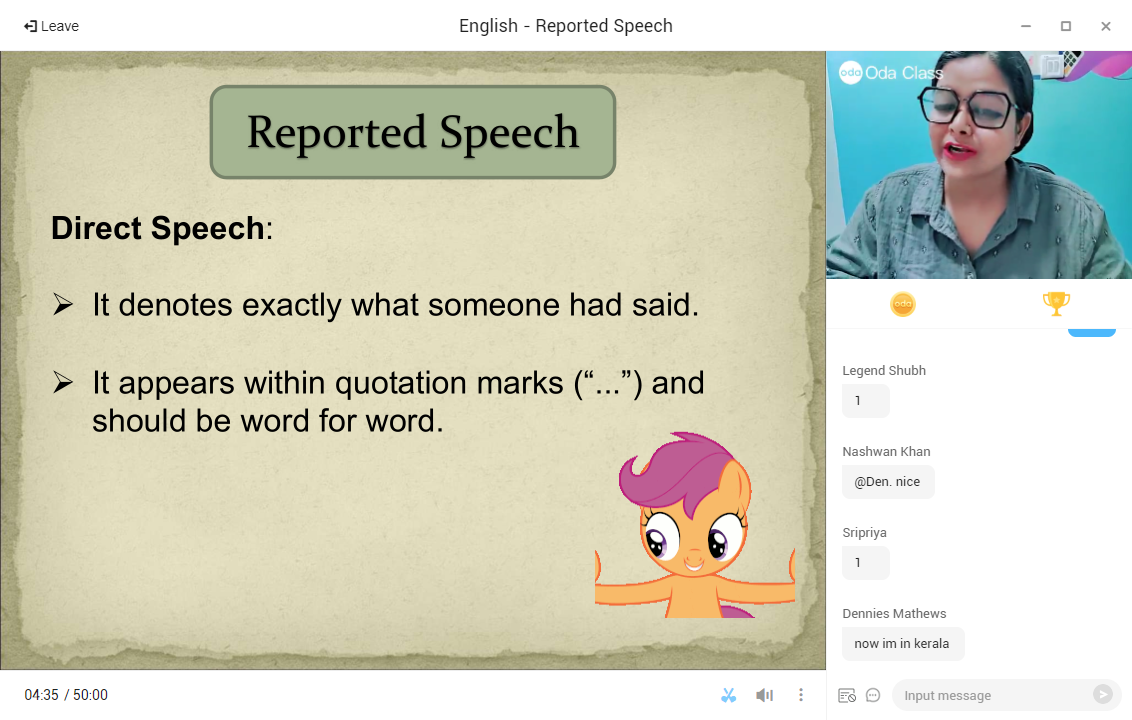 Leave
English - Reported Speech
Reported Speech
Direct Speech:
➢ It denotes exactly what someone had said.
➢ It appears within quotation marks (“...”) and
should be word for word.
04:35 / 50:00
oda Oda Class
oda
Legend Shubh
1
Nashwan Khan
@Den. nice
Sripriya
1
Dennies Mathews
now im in kerala
Input message